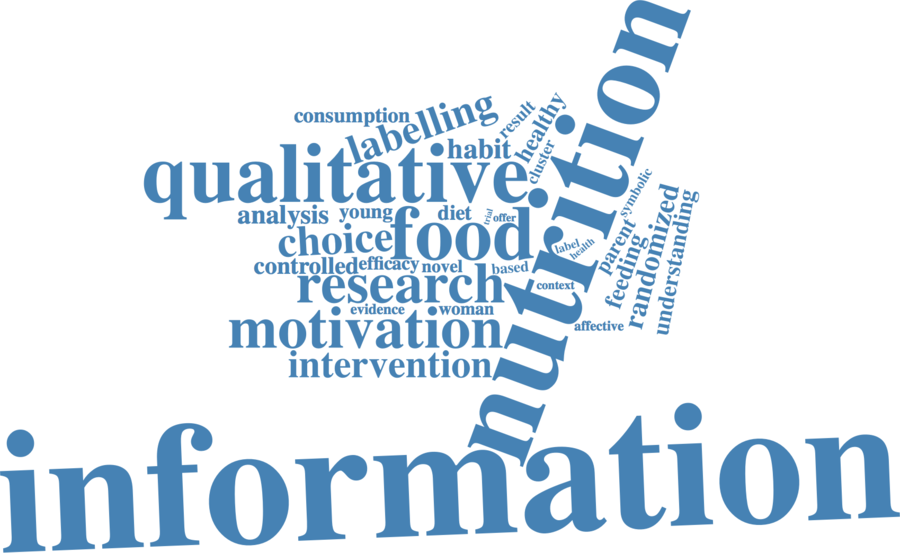 nutrition
consumption
labelling
result
healthy
qualitative
habit
cluster
symbolic
analysis
young
food
diet
trial
offer
choice
label
health
parent
randomized
understanding
feeding
controlled
efficacy
novel
based
research
context
evidence
woman
motivation
affective
intervention
information